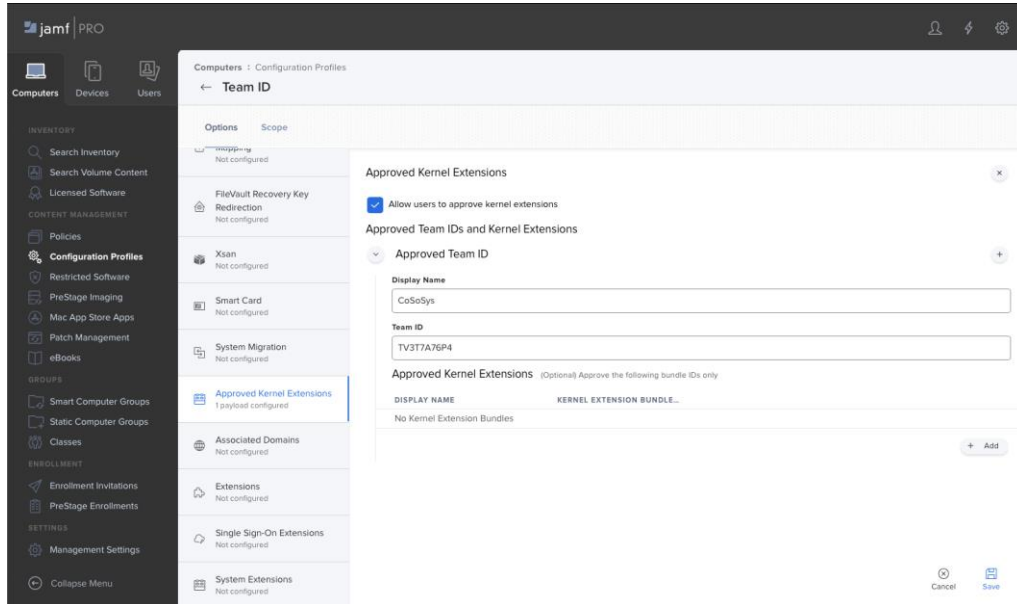 jamf PRO
Computers
Devices
Users
INVENTORY
Search Inventory
Search Volume Content
Licensed Software
CONTENT MANAGEMENT
Policies
Configuration Profiles
Restricted Software
PreStage Imaging
Mac App Store Apps
Patch Management
eBooks
GROUPS
Smart Computer Groups
Static Computer Groups
Classes
ENROLLMENT
Enrollment Invitations
PreStage Enrollments
SETTINGS
Management Settings
Collapse Menu
Computers : Configuration Profiles
← Team ID
Options Scope
Mapping
Not configured
FileVault Recovery Key
Redirection
Not configured
Xsan
Not configured
Smart Card
Not configured
System Migration
Not configured
Approved Kernel Extensions
1 payload configured
Associated Domains
Not configured
Extensions
Not configured
Single Sign-On Extensions
Not configured
System Extensions
Not configured
Approved Kernel Extensions
Allow users to approve kernel extensions
Approved Team IDs and Kernel Extensions
Approved Team ID
Display Name
CoSoSys
Team ID
TV3T7A76P4
Approved Kernel Extensions (Optional) Approve the following bundle IDs only
DISPLAY NAME KERNEL EXTENSION BUNDLE...
No Kernel Extension Bundles
+ Add
Cancel
Save